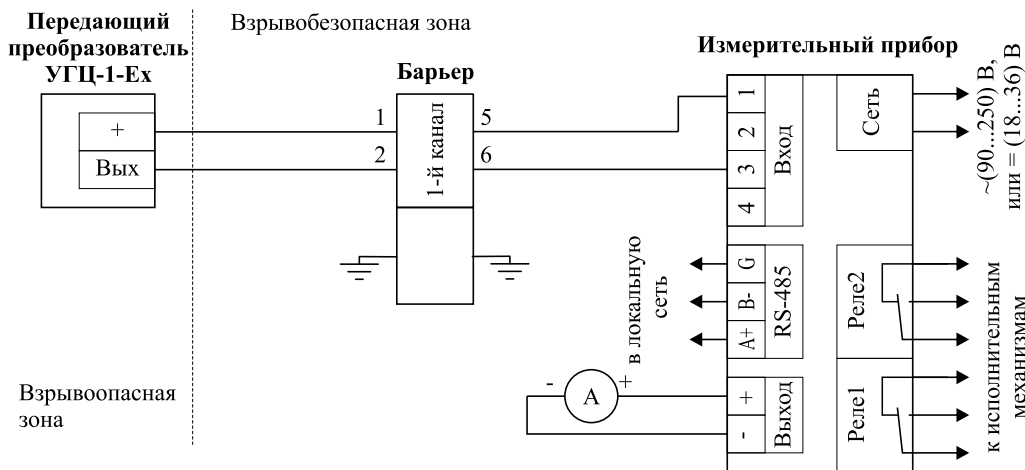 Передающий
преобразователь
УГЦ-1-Ex
+
Вых
Взрывобезопасная зона
Взрывоопасная
зона
Барьер
1
2
5
6
1-й канал
Измерительный прибор
1
2
3
4
Вход
Сеть
~(90...250) В,
или = (18...36) В
G
B-
A+
RS-485
в локальную
сеть
Реле2
Реле1
к исполнительным
механизмам
-
A
+
+
-
Выход